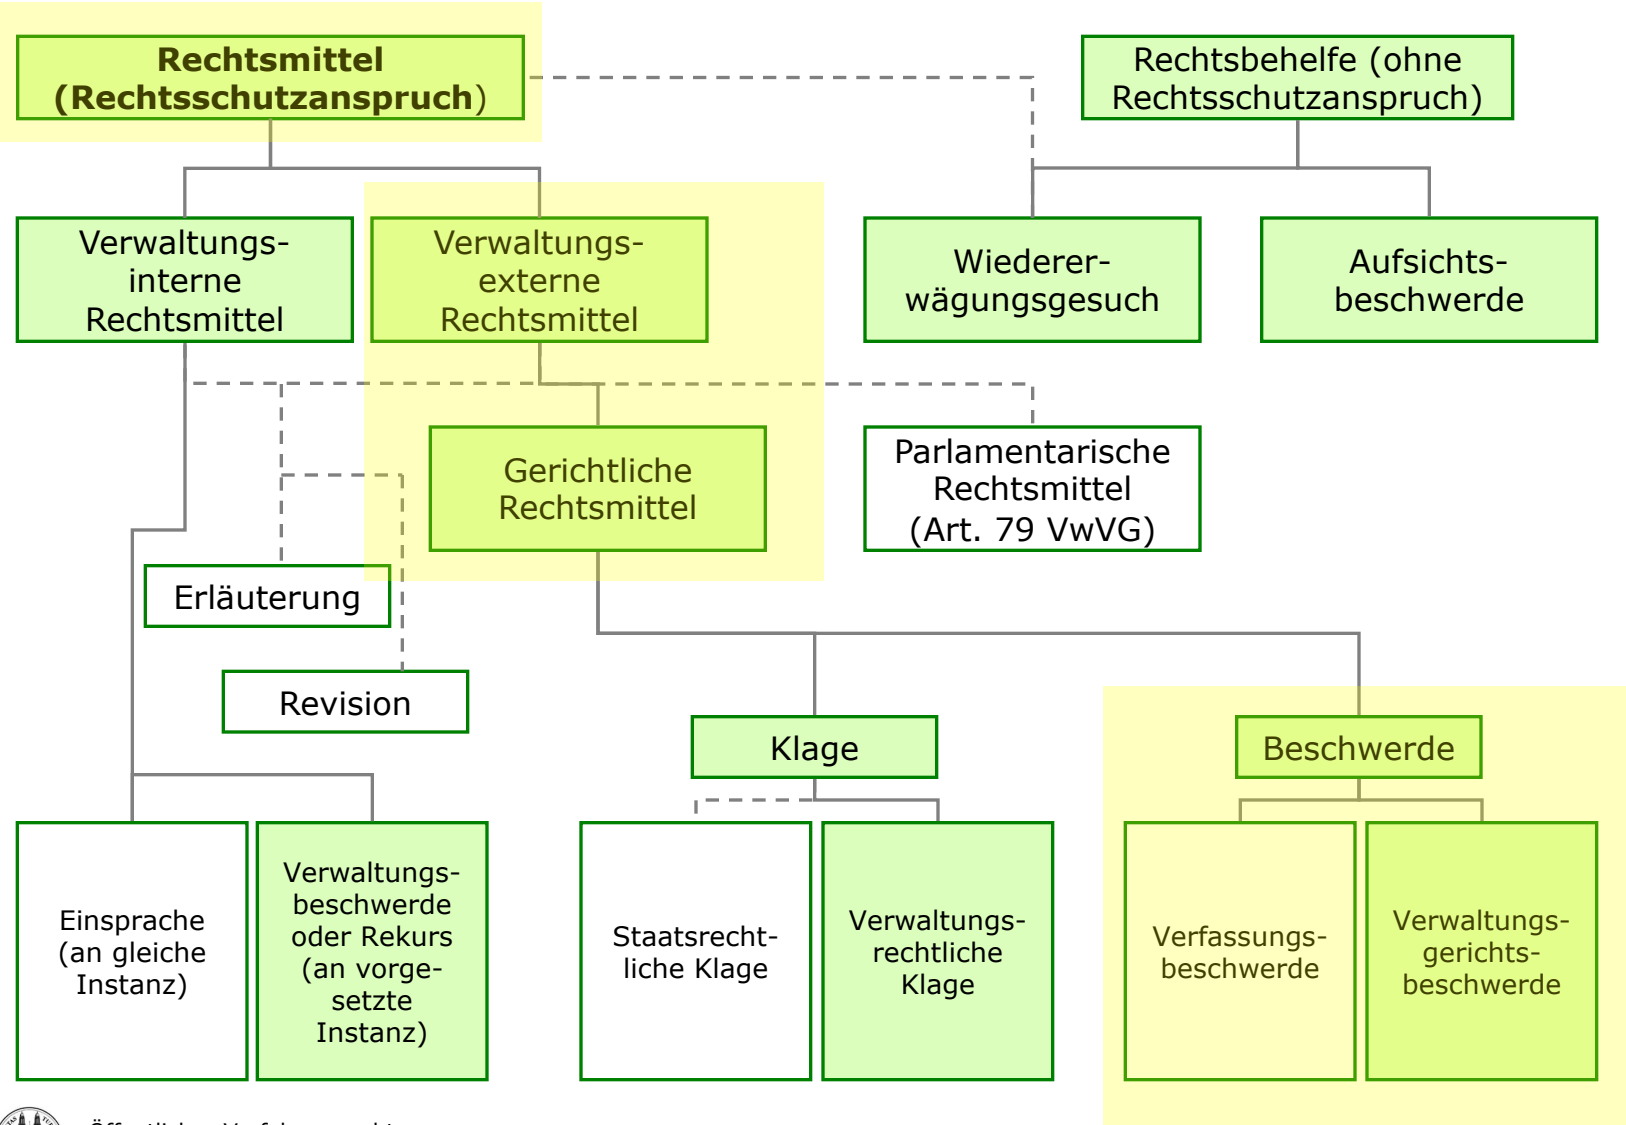 Rechtsmittel
(Rechtsschutzanspruch)
Rechtsbehelfe (ohne
Rechtsschutzanspruch)
Verwaltungs-
interne
Rechtsmittel
Verwaltungs-
externe
Rechtsmittel
Wiederer-
wägungsgesuch
Aufsichts-
beschwerde
Gerichtliche
Rechtsmittel
Parlamentarische
Rechtsmittel
(Art. 79 VwVG)
Erläuterung
Revision
Klage
Beschwerde
Einsprache
(an gleiche
Instanz)
Verwaltungs-
beschwerde
oder Rekurs
(an vorge-
setzte
Instanz)
Staatsrecht-
liche Klage
Verwaltungs-
rechtliche
Klage
Verfassungs-
beschwerde
Verwaltungs-
gerichts-
beschwerde